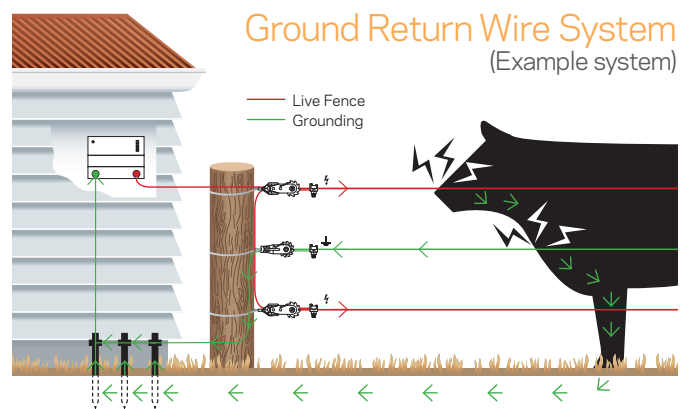 Ground Return Wire System
(Example system)
Live Fence
Grounding